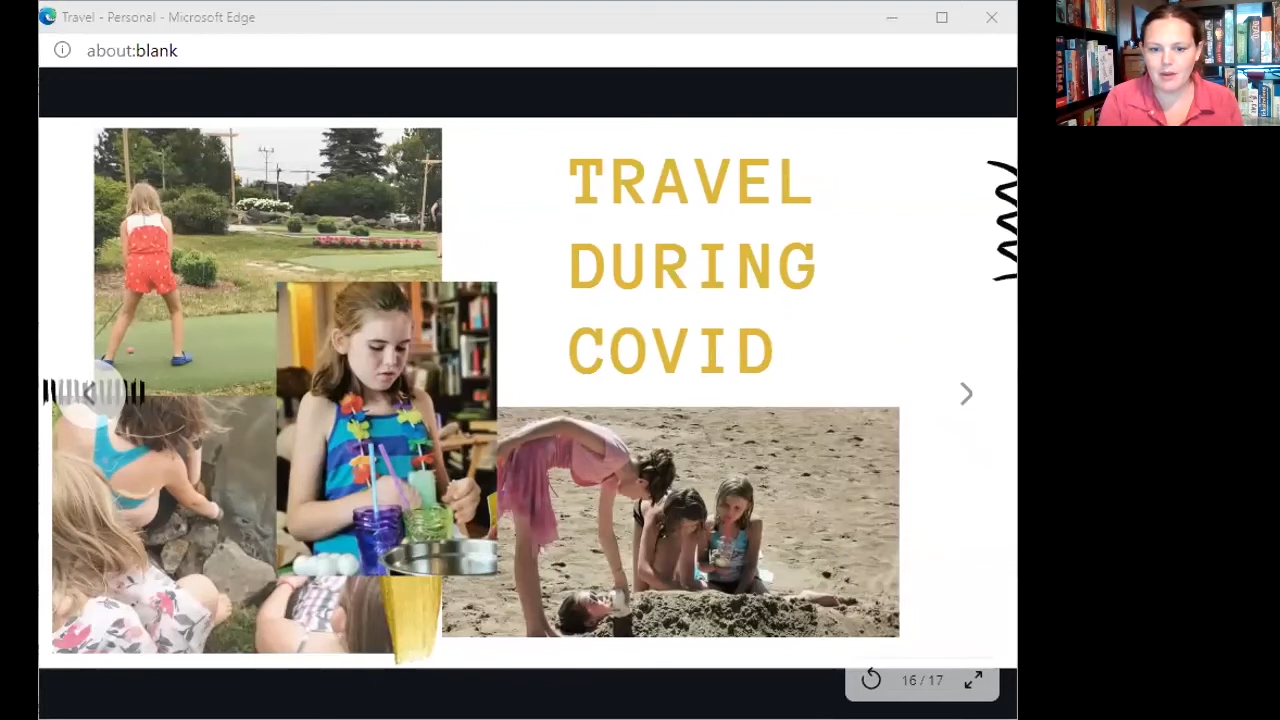 Travel - Personal - Microsoft Edge
about:blank
TRAVEL
DURING
COVID
16 / 17